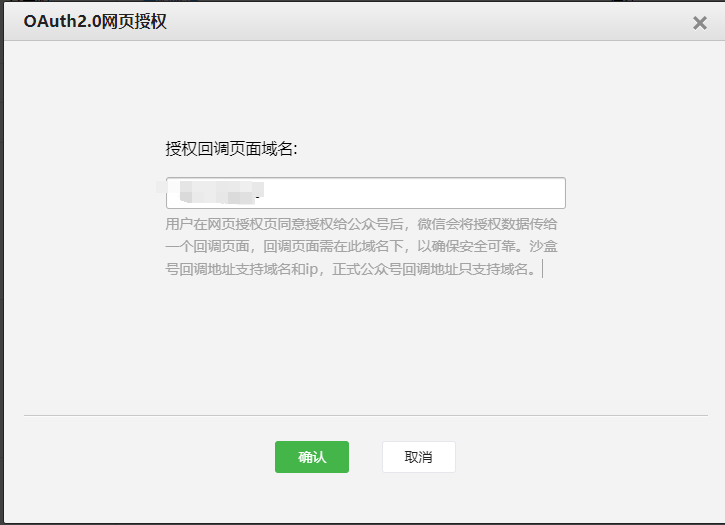 OAuth2.0网页授权
授权回调页面域名:
用户在网页授权页同意授权给公众号后，微信会将授权数据传给
一个回调页面，回调页面需在此域名下，以确保安全可靠。沙盒
号回调地址支持域名和ip，正式公众号回调地址只支持域名。
确认
取消